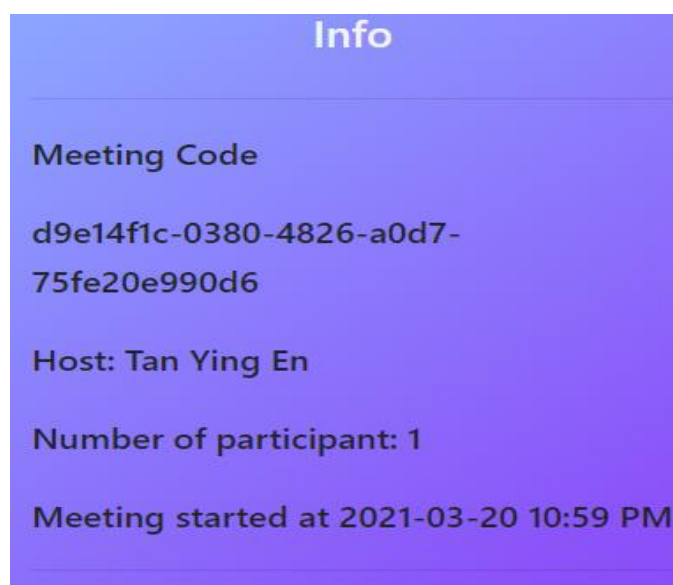 Info
Meeting Code
d9e14f1c-0380-4826-a0d7-
75fe20e990d6
Host: Tan Ying En
Number of participant: 1
Meeting started at 2021-03-20 10:59 PM